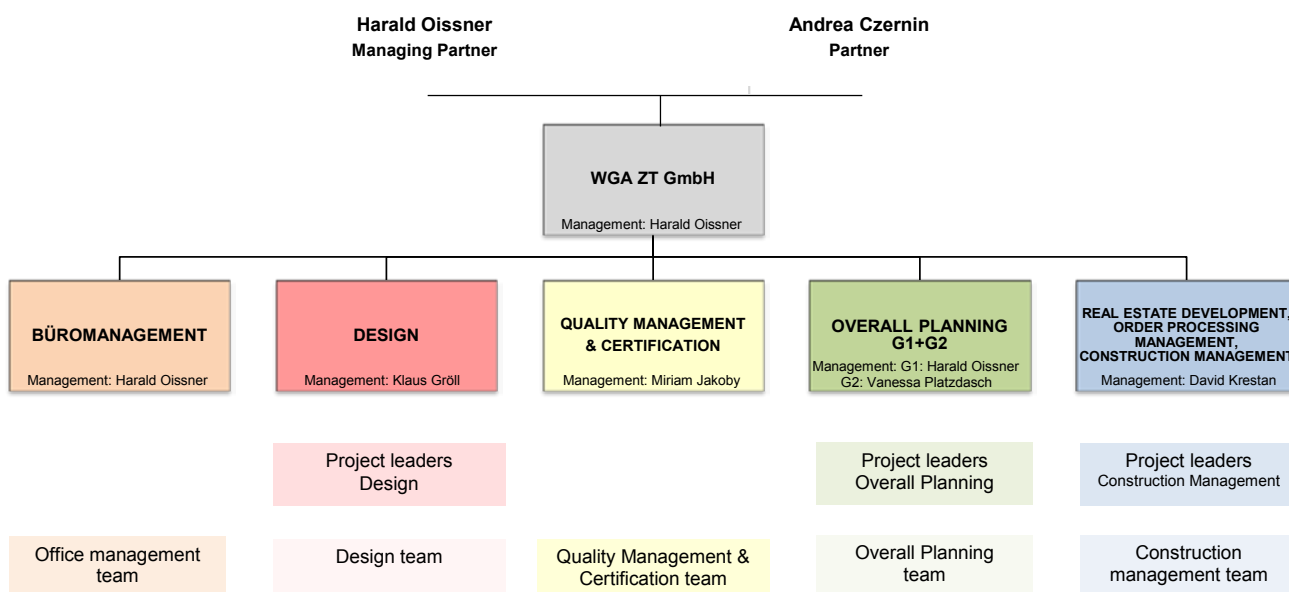 Harald Oissner
Managing Partner
Andrea Czernin
Partner
WGA ZT GmbH
Management: Harald Oissner
BÜROMANAGEMENT
Management: Harald Oissner
DESIGN
Management: Klaus Gröll
QUALITY MANAGEMENT
& CERTIFICATION
Management: Miriam Jakoby
OVERALL PLANNING
G1+G2
Management: G1: Harald Oissner
G2: Vanessa Platzdasch
REAL ESTATE DEVELOPMENT,
ORDER PROCESSING
MANAGEMENT,
CONSTRUCTION MANAGEMENT
Management: David Krestan
Project leaders
Design
Project leaders
Overall Planning
Project leaders
Construction Management
Office management
team
Design team
Quality Management &
Certification team
Overall Planning
team
Construction
management team